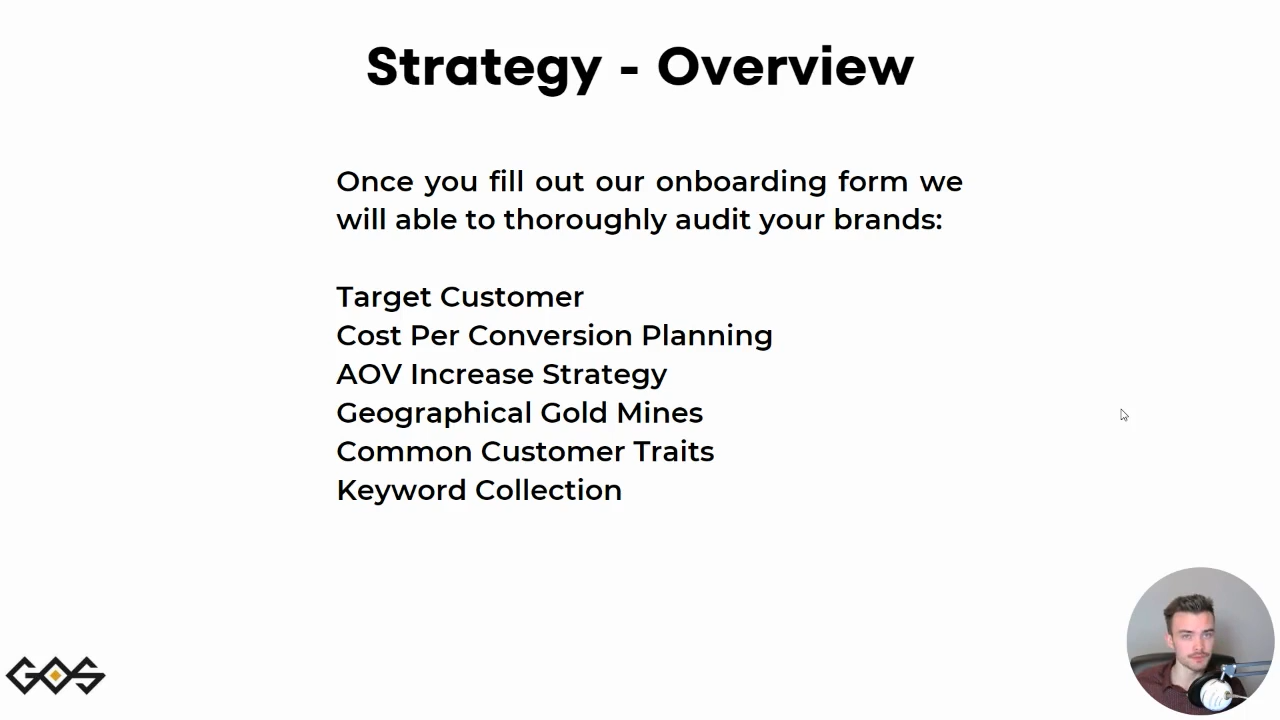 Strategy - Overview
Once you fill out our onboarding form we
will able to thoroughly audit your brands:
Target Customer
Cost Per Conversion Planning
AOV Increase Strategy
Geographical Gold Mines
Common Customer Traits
Keyword Collection
GOS